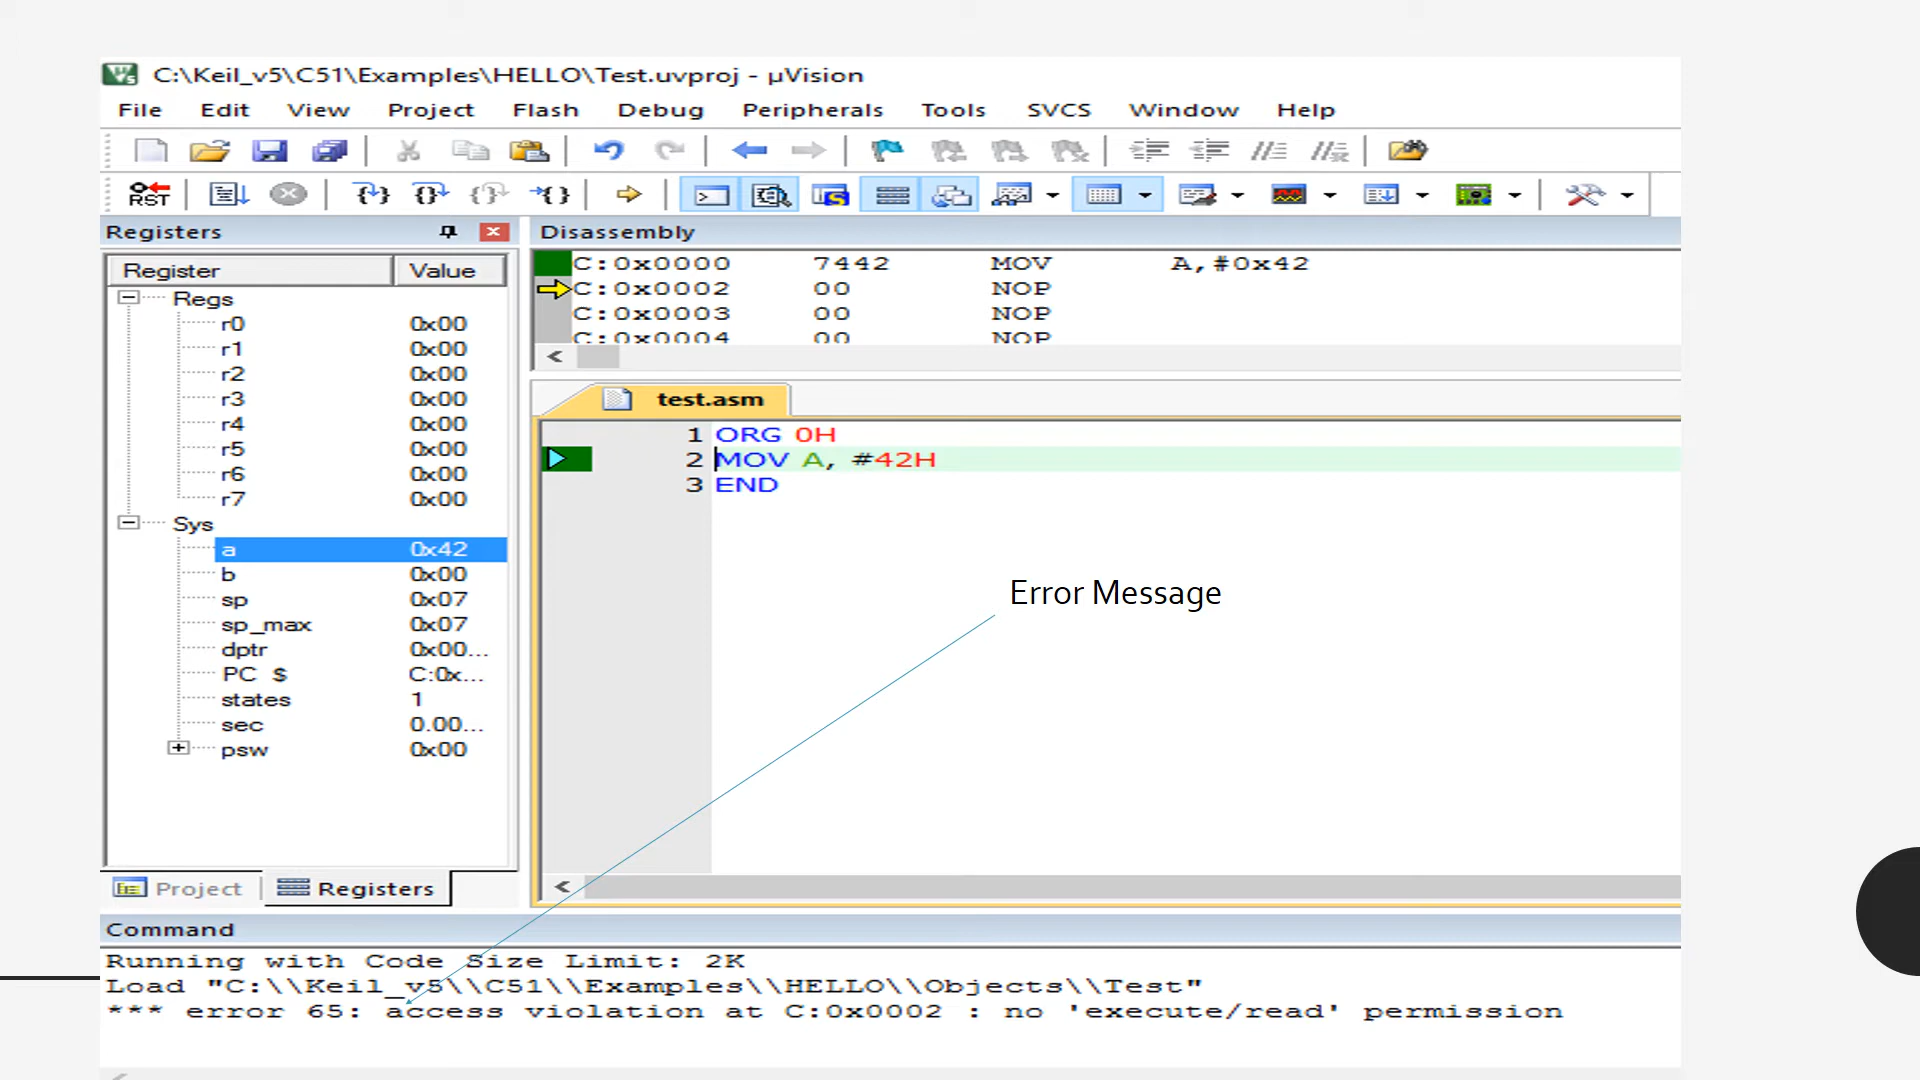 C:\Keil_v5\C51\Examples\HELLO\Test.uvproj - µVision
File Edit View Project Flash Debug Peripherals Tools SVCS Window Help
RST
Registers
Register Value
Regs
r0 0x00
r1 0x00
r2 0x00
r3 0x00
r4 0x00
r5 0x00
r6 0x00
r7 0x00
Sys
a 0x42
b 0x00
sp 0x07
sp_max 0x07
dptr 0x00...
PC $ C:0x...
states 1
sec 0.00...
psw 0x00
Project Registers
Disassembly
C:0x0000 7442 MOV A,#0x42
C:0x0002 00 NOP
C:0x0003 00 NOP
C:0x0004 00 NOP
test.asm
1 ORG 0H
2 MOV A, #42H
3 END
Error Message
Command
Running with Code Size Limit: 2K
Load "C:\\Keil_v5\\C51\\Examples\\HELLO\\Objects\\Test"
*** error 65: access violation at C:0x0002 : no 'execute/read' permission